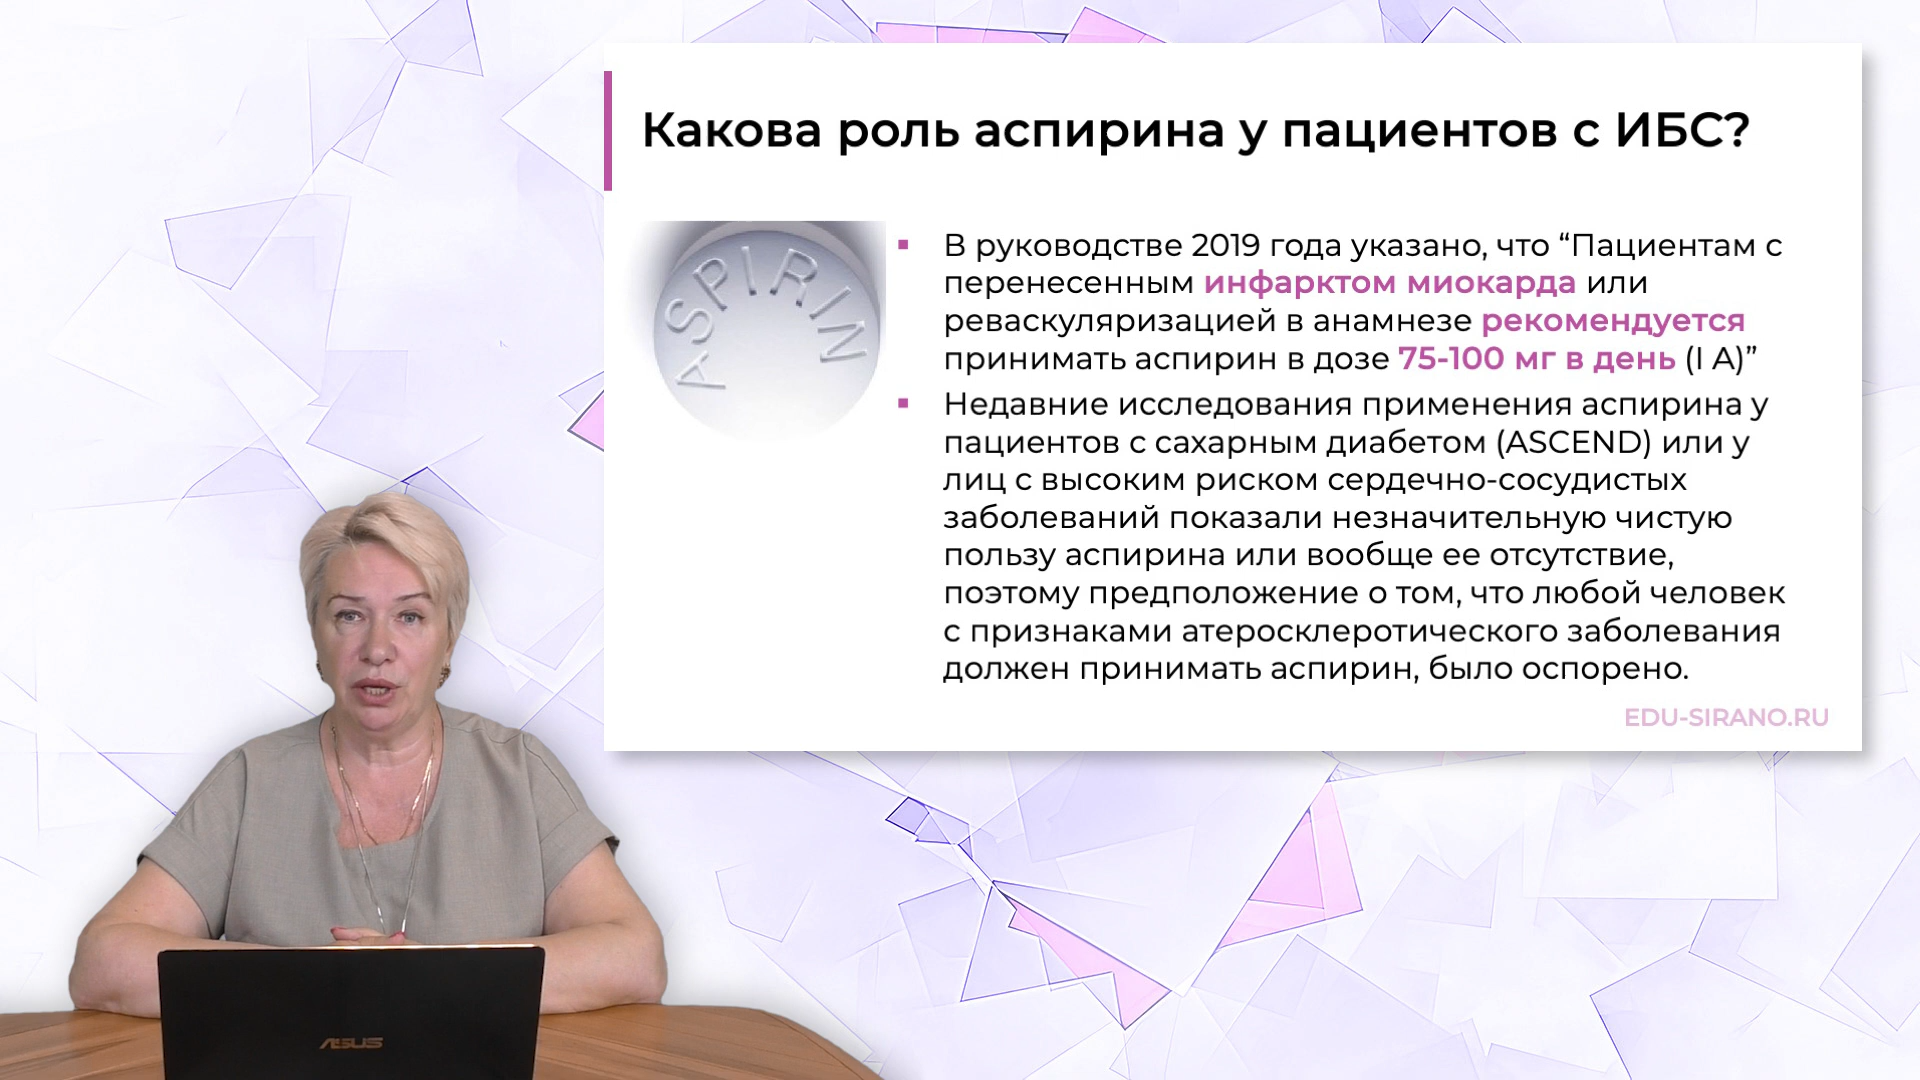 Какова роль аспирина у пациентов с ИБС?
ASPIRIN
▪ В руководстве 2019 года указано, что “Пациентам с
перенесенным инфарктом миокарда или
реваскуляризацией в анамнезе рекомендуется
принимать аспирин в дозе 75-100 мг в день (I A)”
▪ Недавние исследования применения аспирина у
пациентов с сахарным диабетом (ASCEND) или у
лиц с высоким риском сердечно-сосудистых
заболеваний показали незначительную чистую
пользу аспирина или вообще ее отсутствие,
поэтому предположение о том, что любой человек
с признаками атеросклеротического заболевания
должен принимать аспирин, было оспорено.
EDU-SIRANO.RU
ASUS